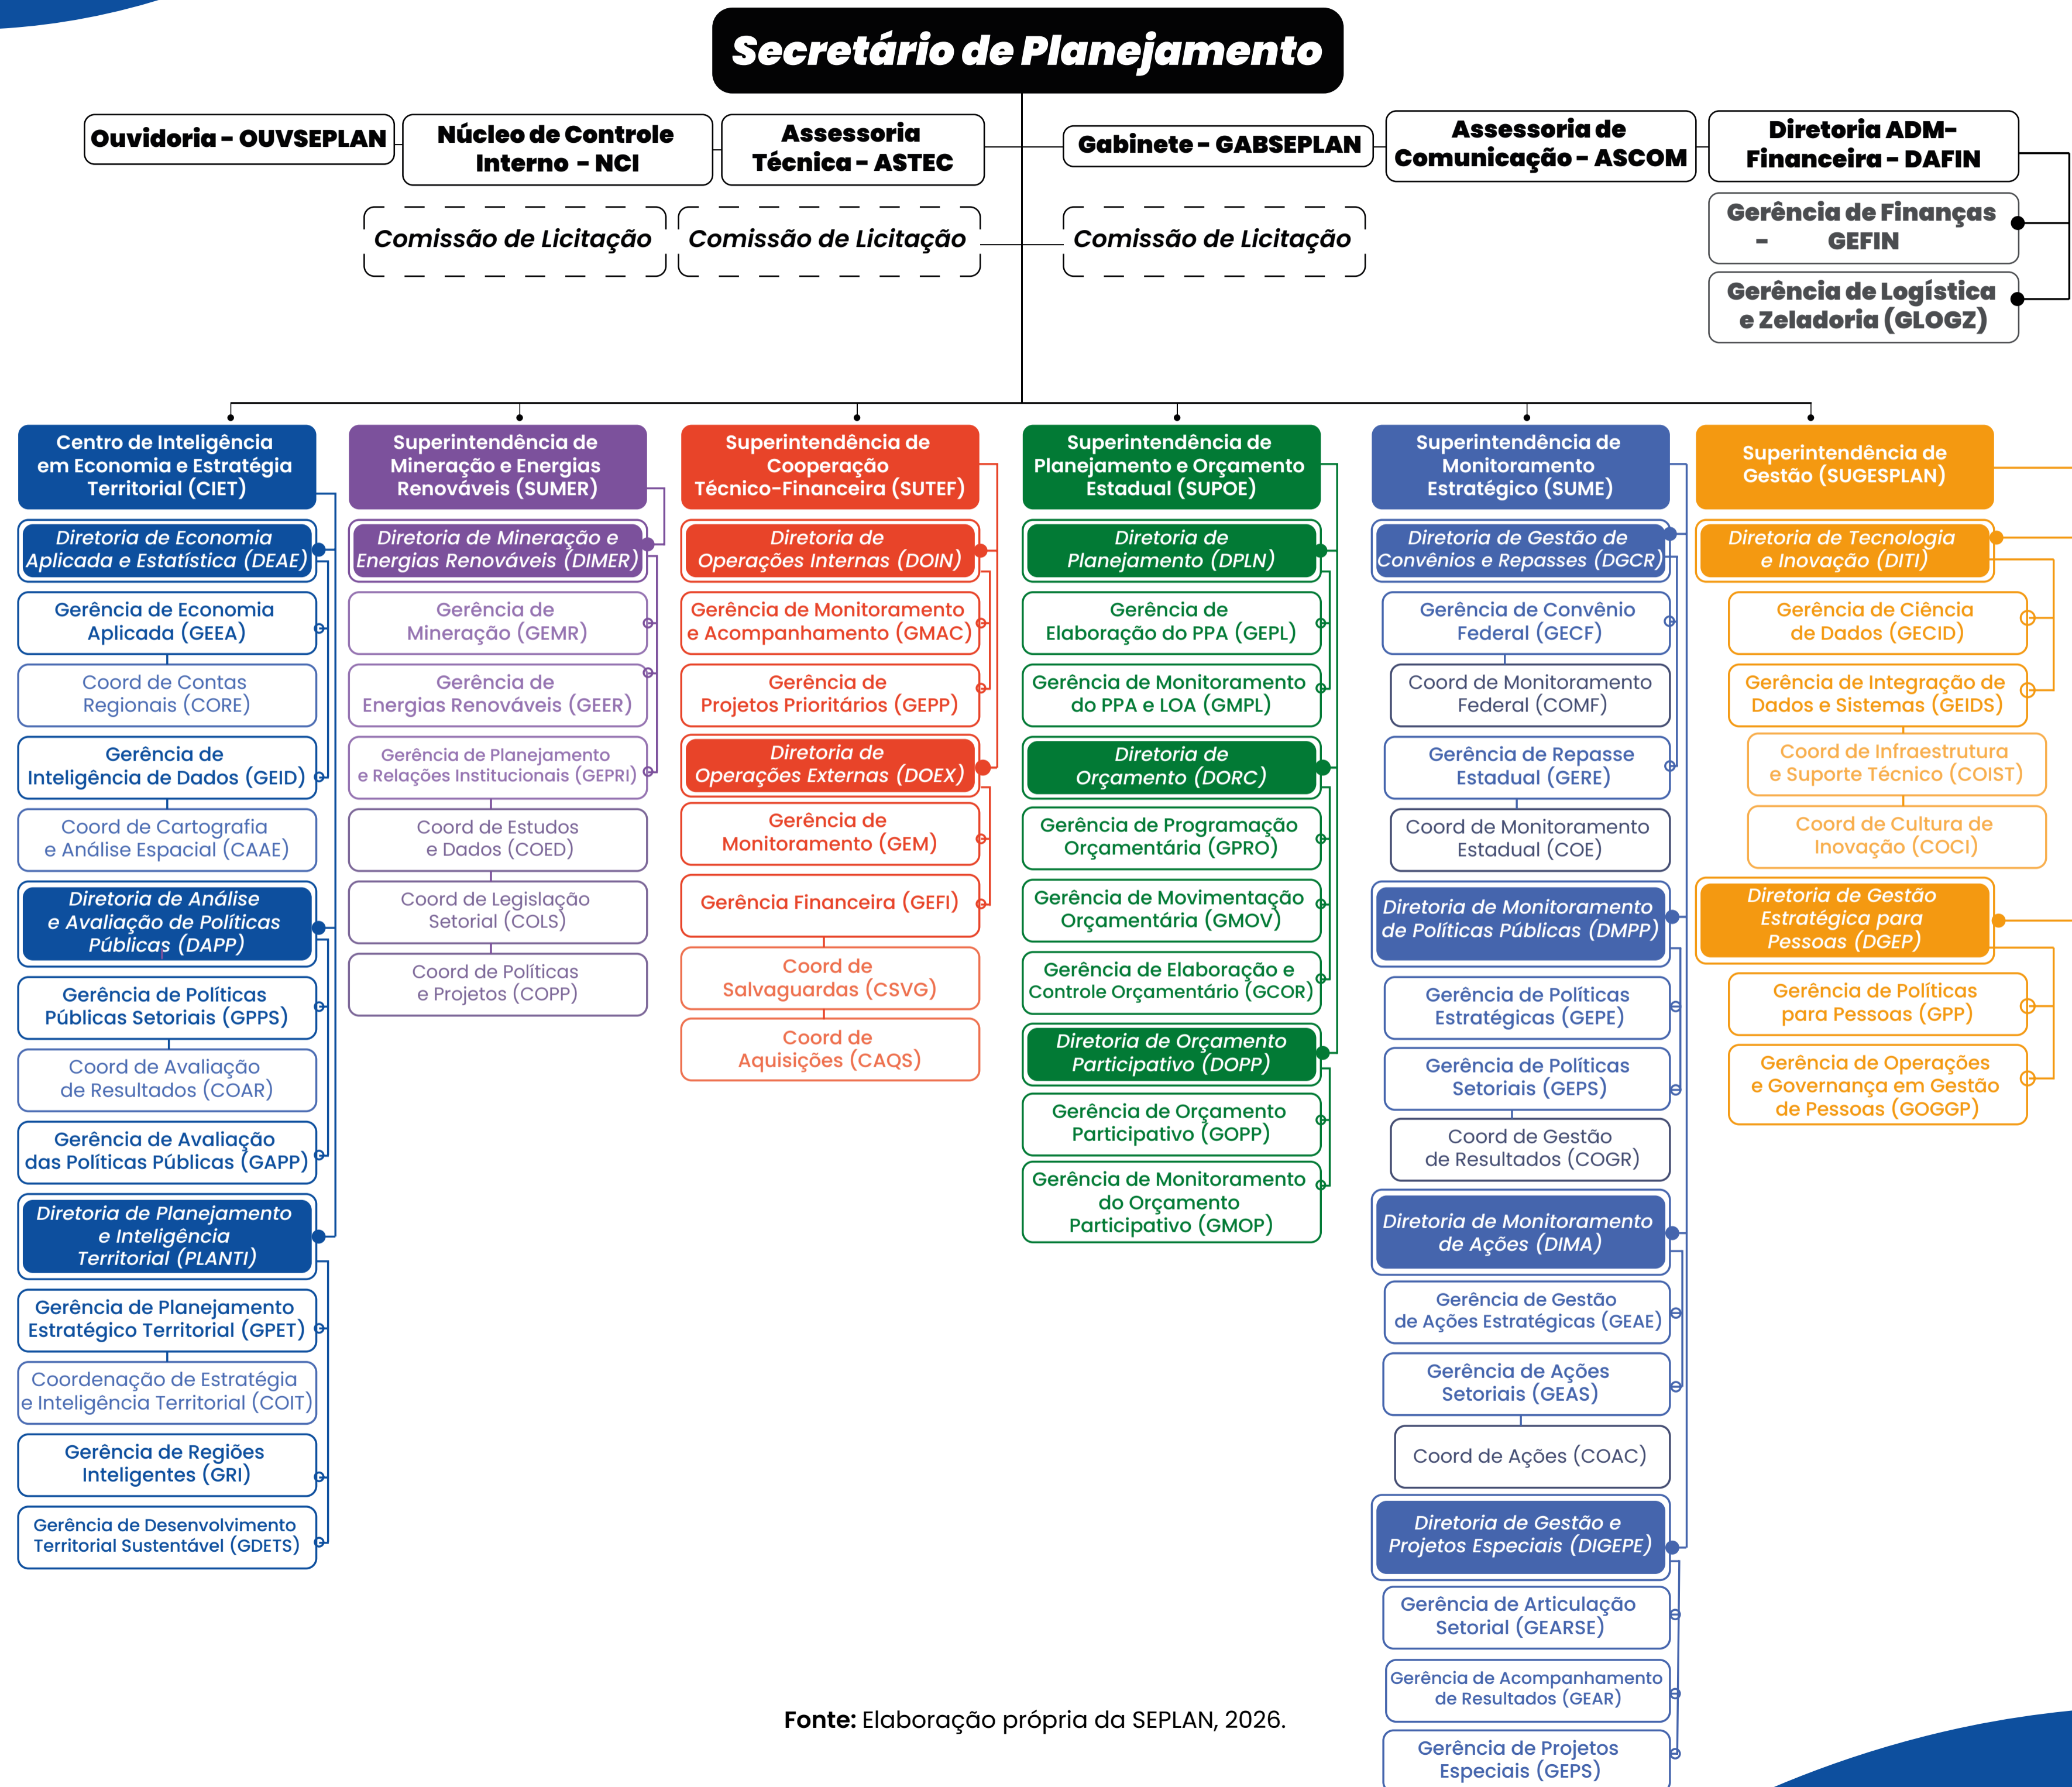 Secretário de Planejamento
Ouvidoria - OUVSEPLAN
Núcleo de Controle
Interno - NCI
Assessoria
Técnica - ASTEC
Gabinete - GABSEPLAN
Assessoria de
Comunicação - ASCOM
Diretoria ADM-
Financeira - DAFIN
Comissão de Licitação
Comissão de Licitação
Comissão de Licitação
Gerência de Finanças
- GEFIN
Gerência de Logística
e Zeladoria (GLOGZ)
Centro de Inteligência
em Economia e Estratégia
Territorial (CIET)
Diretoria de Economia
Aplicada e Estatística (DEAE)
Gerência de Economia
Aplicada (GEEA)
Coord de Contas
Regionais (CORE)
Gerência de
Inteligência de Dados (GEID)
Coord de Cartografia
e Análise Espacial (CAAE)
Diretoria de Análise
e Avaliação de Políticas
Públicas (DAPP)
Gerência de Políticas
Públicas Setoriais (GPPS)
Coord de Avaliação
de Resultados (COAR)
Gerência de Avaliação
das Políticas Públicas (GAPP)
Diretoria de Planejamento
e Inteligência
Territorial (PLANTI)
Gerência de Planejamento
Estratégico Territorial (GPET)
Coordenação de Estratégia
e Inteligência Territorial (COIT)
Gerência de Regiões
Inteligentes (GRI)
Gerência de Desenvolvimento
Territorial Sustentável (GDETS)
Superintendência de
Mineração e Energias
Renováveis (SUMER)
Diretoria de Mineração e
Energias Renováveis (DIMER)
Gerência de
Mineração (GEMR)
Gerência de
Energias Renováveis (GEER)
Gerência de Planejamento
e Relações Institucionais (GEPRI)
Coord de Estudos
e Dados (COED)
Coord de Legislação
Setorial (COLS)
Coord de Políticas
e Projetos (COPP)
Superintendência de
Cooperação
Técnico-Financeira (SUTEF)
Diretoria de
Operações Internas (DOIN)
Gerência de Monitoramento
e Acompanhamento (GMAC)
Gerência de
Projetos Prioritários (GEPP)
Diretoria de
Operações Externas (DOEX)
Gerência de
Monitoramento (GEM)
Gerência Financeira (GEFI)
Coord de
Salvaguardas (CSVG)
Coord de
Aquisições (CAQS)
Superintendência de
Planejamento e Orçamento
Estadual (SUPOE)
Diretoria de
Planejamento (DPLN)
Gerência de
Elaboração do PPA (GEPL)
Gerência de Monitoramento
do PPA e LOA (GMPL)
Diretoria de
Orçamento (DORC)
Gerência de Programação
Orçamentária (GPRO)
Gerência de Movimentação
Orçamentária (GMOV)
Gerência de Elaboração e
Controle Orçamentário (GCOR)
Diretoria de Orçamento
Participativo (DOPP)
Gerência de Orçamento
Participativo (GOPP)
Gerência de Monitoramento
do Orçamento
Participativo (GMOP)
Superintendência de
Monitoramento
Estratégico (SUME)
Diretoria de Gestão de
Convênios e Repasses (DGCR)
Gerência de Convênio
Federal (GECF)
Coord de Monitoramento
Federal (COMF)
Gerência de Repasse
Estadual (GERE)
Coord de Monitoramento
Estadual (COE)
Diretoria de Monitoramento
de Políticas Públicas (DMPP)
Gerência de Políticas
Estratégicas (GEPE)
Gerência de Políticas
Setoriais (GEPS)
Coord de Gestão
de Resultados (COGR)
Diretoria de Monitoramento
de Ações (DIMA)
Gerência de Gestão
de Ações Estratégicas (GEAE)
Gerência de Ações
Setoriais (GEAS)
Coord de Ações (COAC)
Diretoria de Gestão e
Projetos Especiais (DIGEPE)
Gerência de Articulação
Setorial (GEARSE)
Gerência de Acompanhamento
de Resultados (GEAR)
Gerência de Projetos
Especiais (GEPS)
Superintendência de
Gestão (SUGESPLAN)
Diretoria de Tecnologia
e Inovação (DITI)
Gerência de Ciência
de Dados (GECID)
Gerência de Integração de
Dados e Sistemas (GEIDS)
Coord de Infraestrutura
e Suporte Técnico (COIST)
Coord de Cultura de
Inovação (COCI)
Diretoria de Gestão
Estratégica para
Pessoas (DGEP)
Gerência de Políticas
para Pessoas (GPP)
Gerência de Operações
e Governança em Gestão
de Pessoas (GOGGP)
Fonte: Elaboração própria da SEPLAN, 2026.